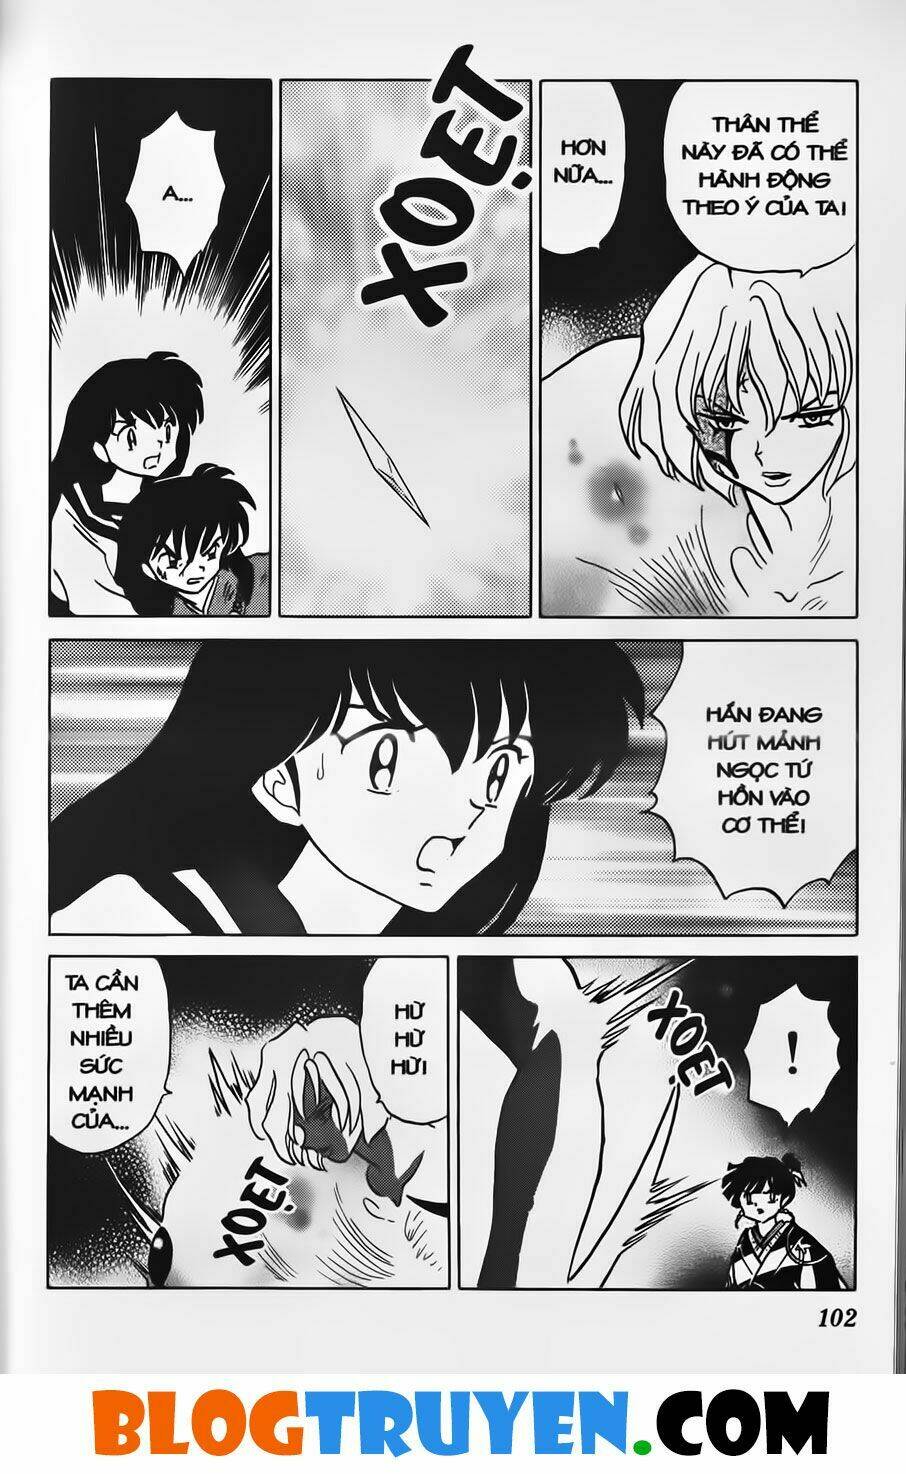 THÂN THỂ
NÀY ĐÃ CÓ THỂ
HÀNH ĐỘNG
THEO Ý CỦA TA!
HƠN
NỮA...
XOẸT
A...
HẮN ĐANG
HÚT MẢNH
NGỌC TỨ
HỒN VÀO
CƠ THỂ!
!
XOẸT
HỪ
HỪ
HỪ!
TA CẦN
THÊM
NHIỀU
SỨC
MẠNH
CỦA...
XOẸT
102
BLOGTRUYEN.COM